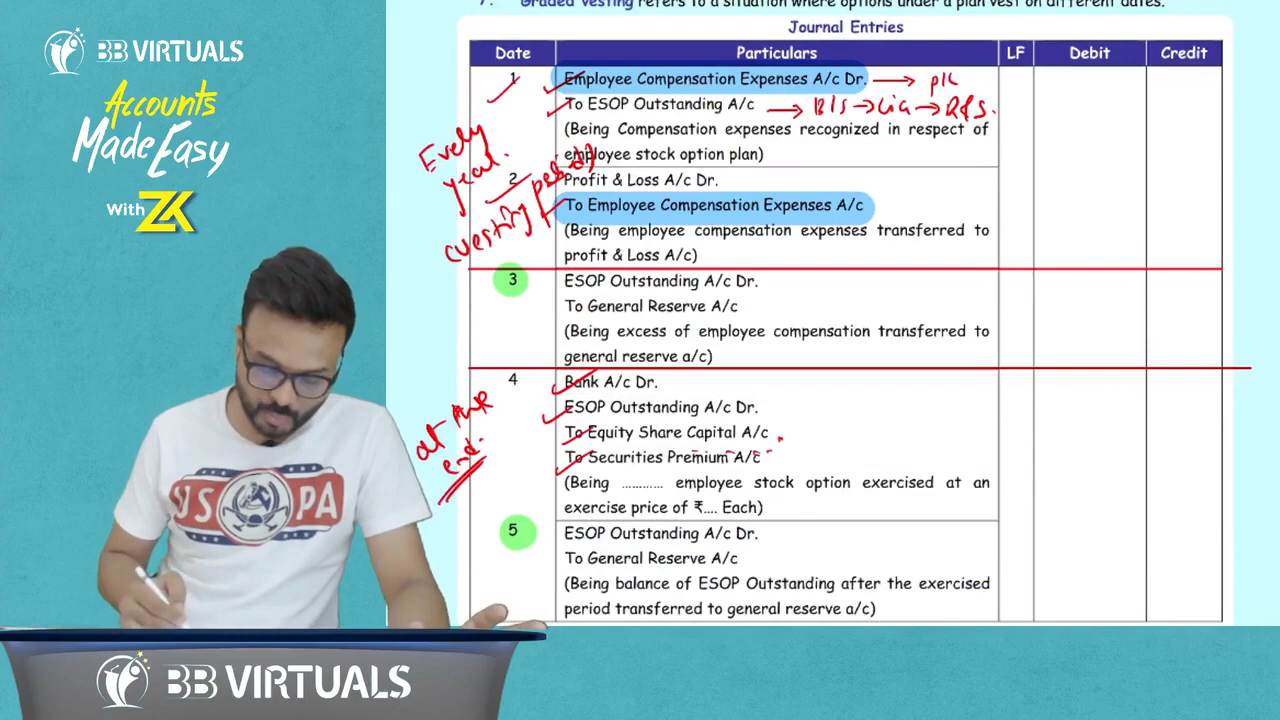 7. Graded Vesting refers to a situation where options under a plan vest on different dates.
BB VIRTUALS
Accounts
Made Easy
With ZK
Journal Entries
Date Particulars LF Debit Credit
1 Employee Compensation Expenses A/c Dr. → P/L
To ESOP Outstanding A/c → B/S → Lia → R&S.
(Being Compensation expenses recognized in respect of
employee stock option plan)
Every
year.
(vesting period)
2 Profit & Loss A/c Dr.
To Employee Compensation Expenses A/c
(Being employee compensation expenses transferred to
profit & Loss A/c)
3 ESOP Outstanding A/c Dr.
To General Reserve A/c
(Being excess of employee compensation transferred to
general reserve a/c)
4 Bank A/c Dr.
ESOP Outstanding A/c Dr.
To Equity Share Capital A/c
To Securities Premium A/c
(Being ............ employee stock option exercised at an
exercise price of ₹.... Each)
at the
end.
5 ESOP Outstanding A/c Dr.
To General Reserve A/c
(Being balance of ESOP Outstanding after the exercised
period transferred to general reserve a/c)
US PA
BB VIRTUALS